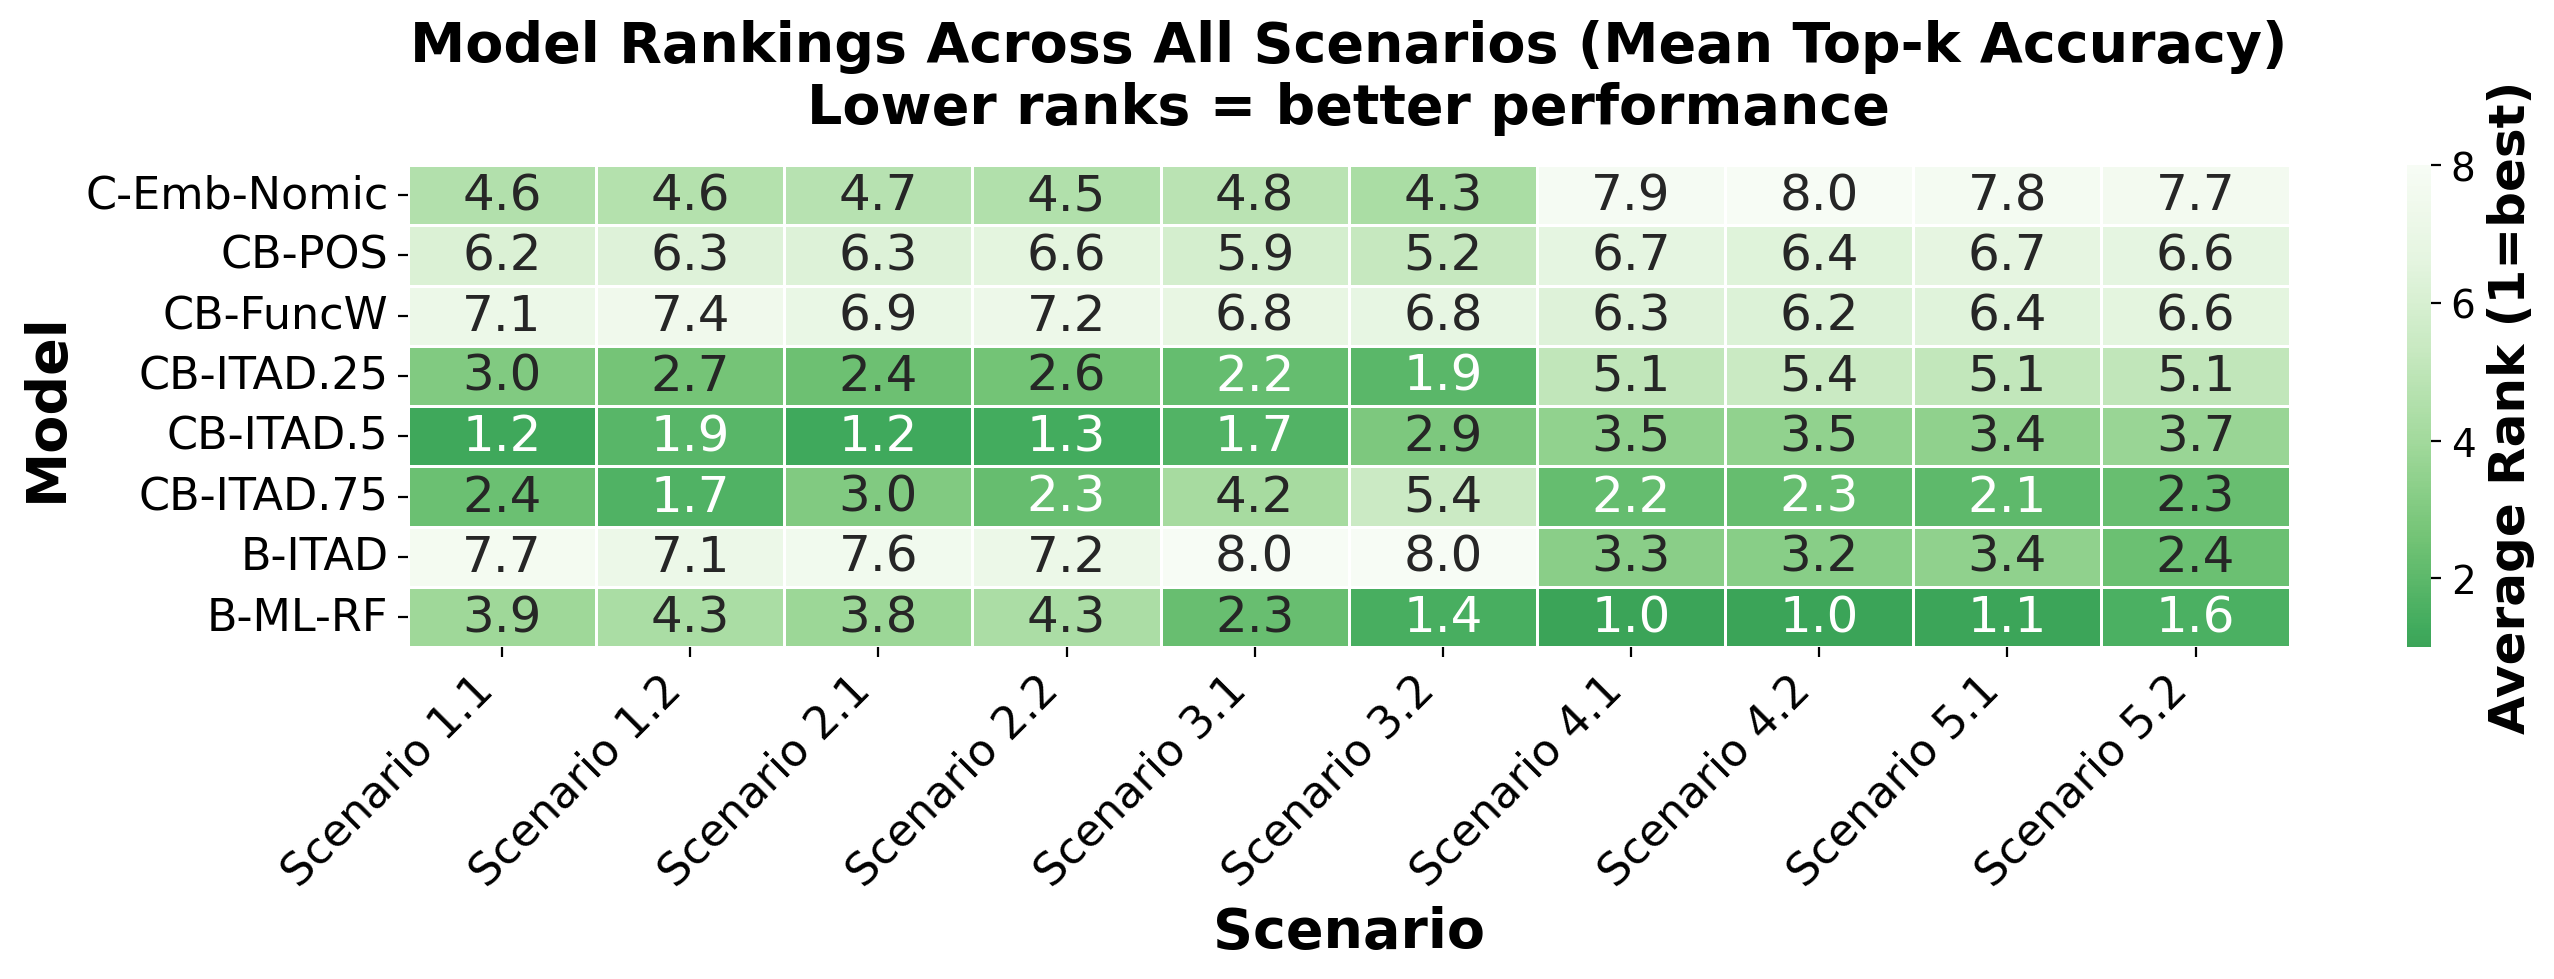 Model Rankings Across All Scenarios (Mean Top-k Accuracy)
Lower ranks = better performance
Model
C-Emb-Nomic 4.6 4.6 4.7 4.5 4.8 4.3 7.9 8.0 7.8 7.7
CB-POS 6.2 6.3 6.3 6.6 5.9 5.2 6.7 6.4 6.7 6.6
CB-FuncW 7.1 7.4 6.9 7.2 6.8 6.8 6.3 6.2 6.4 6.6
CB-ITAD.25 3.0 2.7 2.4 2.6 2.2 1.9 5.1 5.4 5.1 5.1
CB-ITAD.5 1.2 1.9 1.2 1.3 1.7 2.9 3.5 3.5 3.4 3.7
CB-ITAD.75 2.4 1.7 3.0 2.3 4.2 5.4 2.2 2.3 2.1 2.3
B-ITAD 7.7 7.1 7.6 7.2 8.0 8.0 3.3 3.2 3.4 2.4
B-ML-RF 3.9 4.3 3.8 4.3 2.3 1.4 1.0 1.0 1.1 1.6
Scenario 1.1
Scenario 1.2
Scenario 2.1
Scenario 2.2
Scenario 3.1
Scenario 3.2
Scenario 4.1
Scenario 4.2
Scenario 5.1
Scenario 5.2
Scenario
8
6
4
2
Average Rank (1=best)